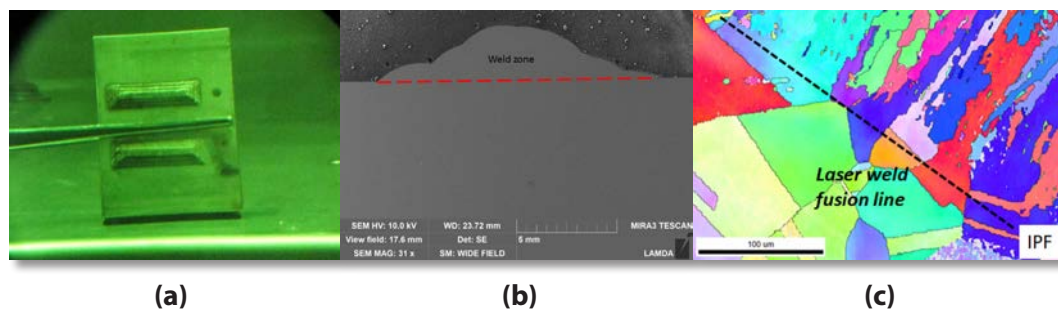 Weld zone
SEM HV: 10.0 kV
WD: 23.72 mm
MIRA3 TESCAN
View field: 17.6 mm
Det: SE
5 mm
SEM MAG: 31 x
SM: WIDE FIELD
LAMDA
Laser weld
fusion line
100 um
IPF
(a)
(b)
(c)